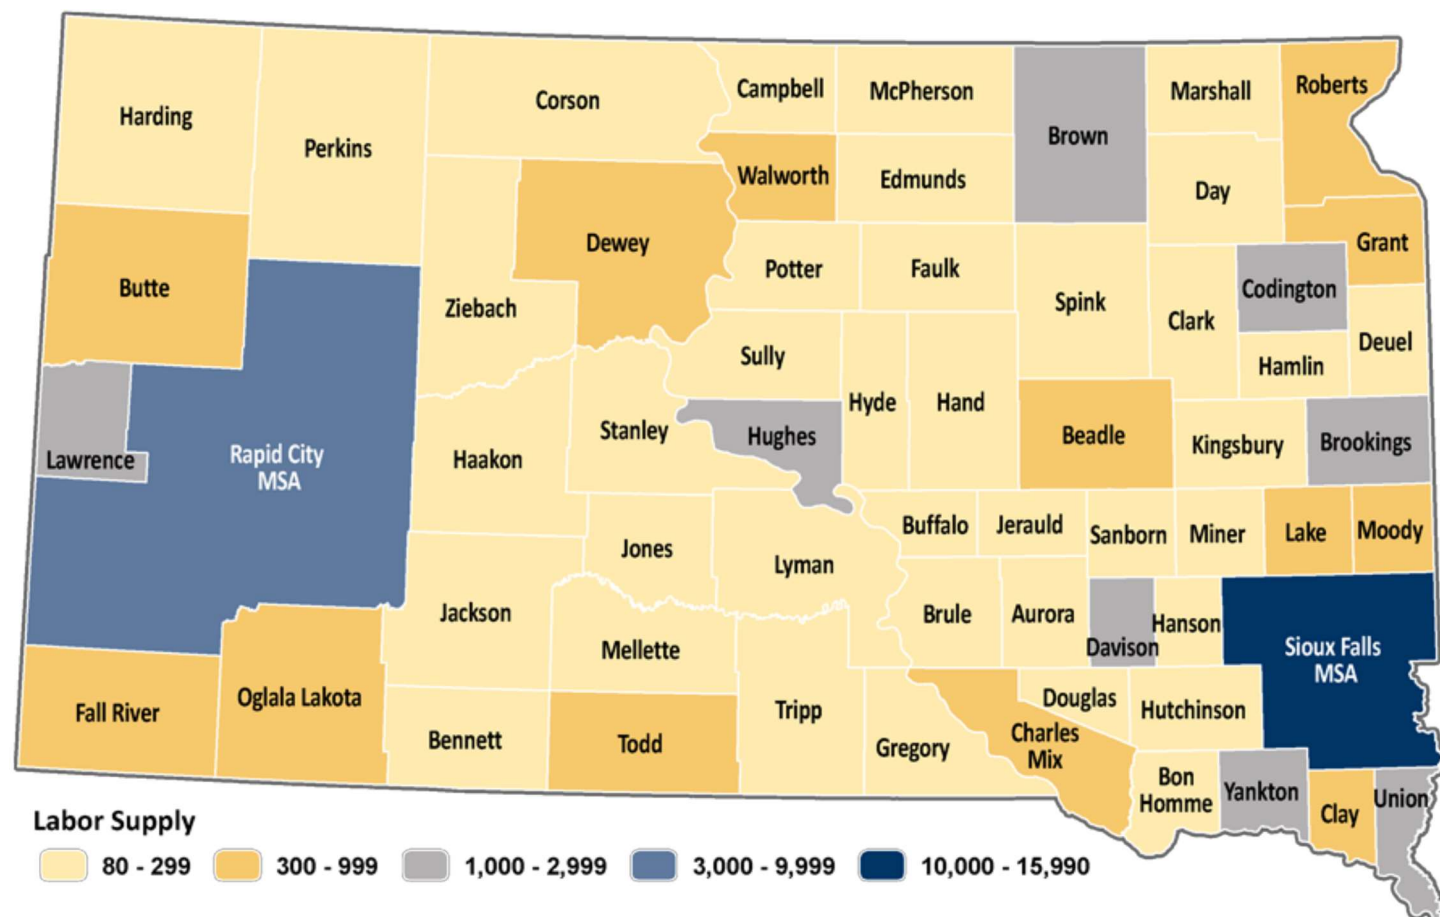 Harding
Perkins
Corson
Campbell
McPherson
Brown
Marshall
Roberts
Walworth
Edmunds
Day
Butte
Dewey
Potter
Faulk
Grant
Ziebach
Spink
Clark
Codington
Hamlin
Deuel
Sully
Hyde
Hand
Lawrence
Rapid City
MSA
Haakon
Stanley
Hughes
Beadle
Kingsbury
Brookings
Jones
Lyman
Buffalo
Jerauld
Sanborn
Miner
Lake
Moody
Jackson
Mellette
Brule
Aurora
Davison
Hanson
Sioux Falls
MSA
Fall River
Oglala Lakota
Bennett
Todd
Tripp
Gregory
Charles
Mix
Douglas
Hutchinson
Bon
Homme
Yankton
Clay
Union
Labor Supply
80 - 299
300 - 999
1,000 - 2,999
3,000 - 9,999
10,000 - 15,990